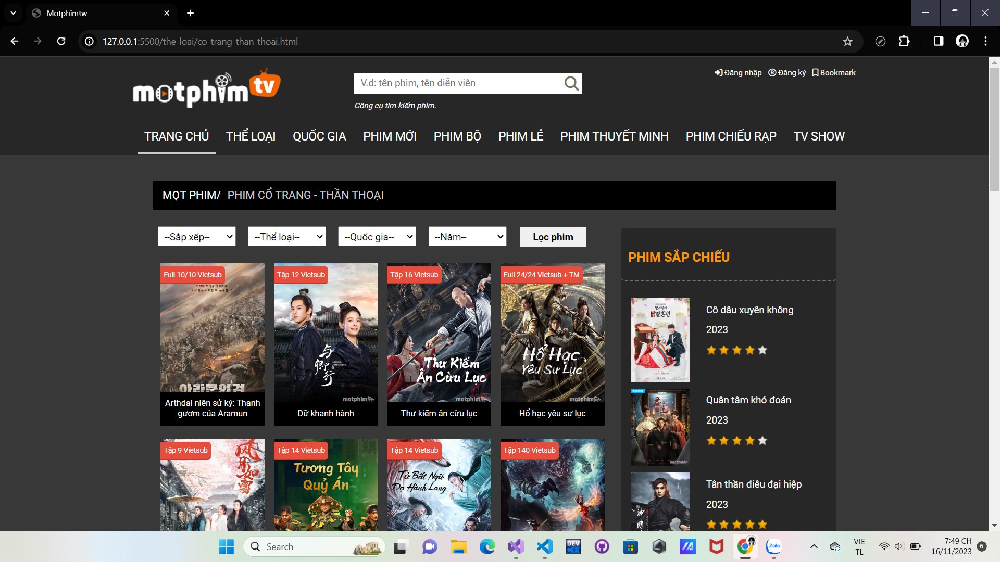 Motphimtw
127.0.0.1:5500/the-loai/co-trang-than-thoai.html
motphim tv
V.d: tên phim, tên diễn viên
Công cụ tìm kiếm phim.
Đăng nhập Đăng ký Bookmark
TRANG CHỦ THỂ LOẠI QUỐC GIA PHIM MỚI PHIM BỘ PHIM LẺ PHIM THUYẾT MINH PHIM CHIẾU RẠP TV SHOW
MỌT PHIM/ PHIM CỔ TRANG - THẦN THOẠI
--Sắp xếp-- --Thể loại-- --Quốc gia-- --Năm-- Lọc phim
Full 10/10 Vietsub
아라문의 검
Arthdal niên sử ký: Thanh
gươm của Aramun
Tập 12 Vietsub
与卿行
motphim
Dữ khanh hành
Tập 16 Vietsub
Thư Kiếm
Ân Cừu Lục
motphim
Thư kiếm ân cừu lục
Full 24/24 Vietsub + TM
Hổ Hạc
Yêu Sư Lục
motphim
Hổ hạc yêu sư lục
Tập 9 Vietsub
风月如雪
Tập 14 Vietsub
Tương Tây
Quỷ Án
Tập 14 Vietsub
Tử Bất Ngữ
Dạ Hành Lang
Tập 140 Vietsub
PHIM SẮP CHIẾU
Cô dâu xuyên không
2023
君心难逃
motphim
Quân tâm khó đoán
2023
Tân thần điêu đại hiệp
2023
Search
DEV
C++
Zalo
VIE
TL
7:49 CH
16/11/2023
6